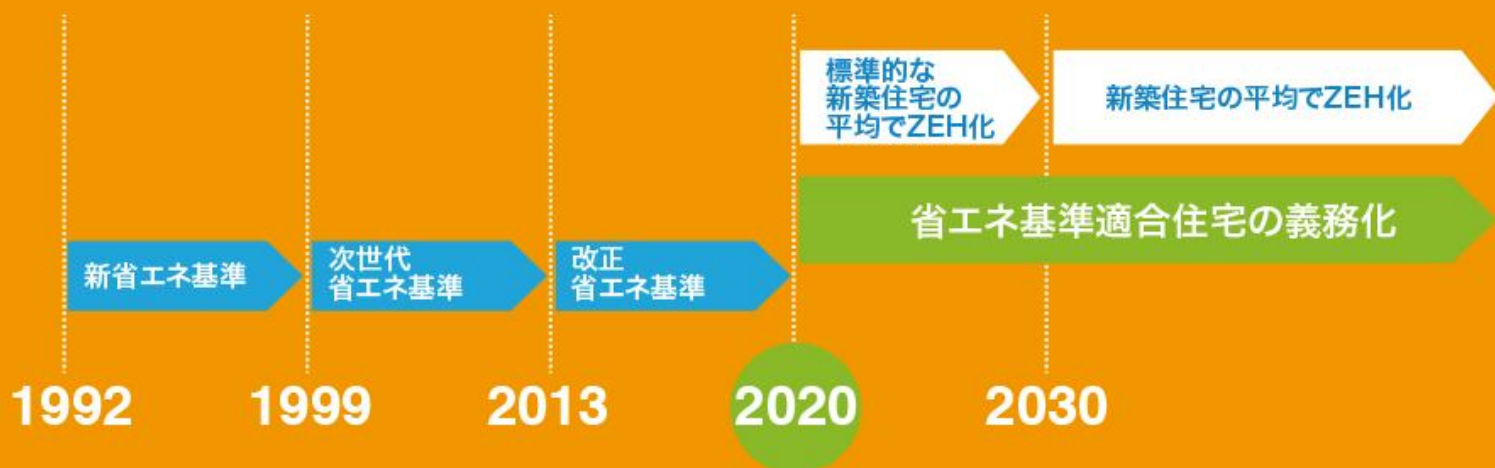 標準的な
新築住宅の
平均でZEH化
新築住宅の平均でZEH化
省エネ基準適合住宅の義務化
新省エネ基準
次世代
省エネ基準
改正
省エネ基準
1992
1999
2013
2020
2030